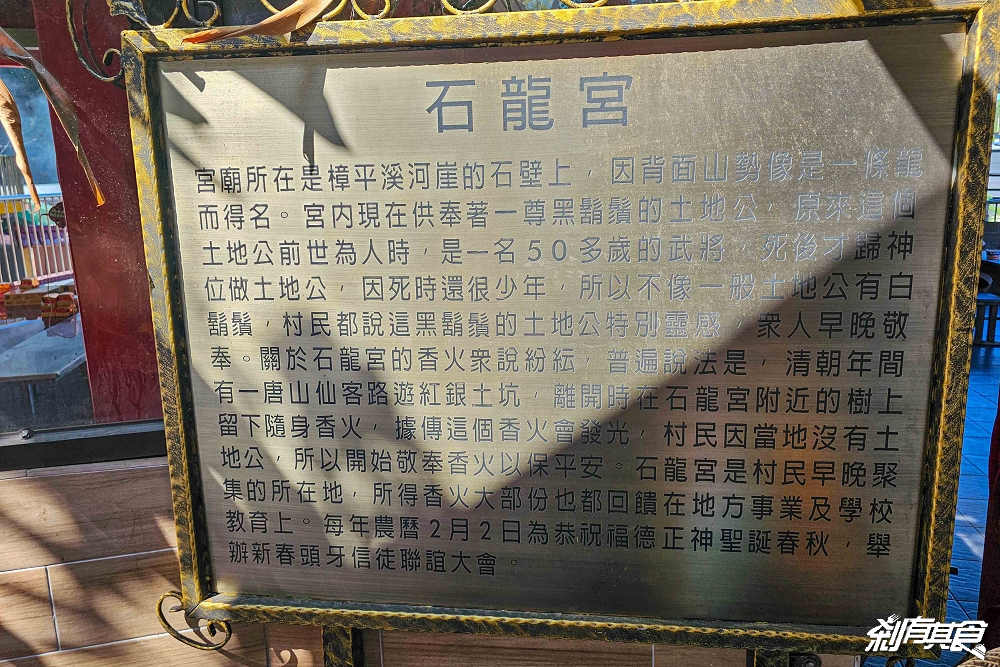 石龍宮
宮廟所在是樟平溪河崖的石壁上，因背面山勢像是一條龍
而得名。宮內現在供奉著一尊黑鬍鬚的土地公，原來這個
土地公前世為人時，是一名50多歲的武將，死後才歸神
位做土地公，因死時還很少年，所以不像一般土地公有白
鬍鬚，村民都說這黑鬍鬚的土地公特別靈感，衆人早晚敬
奉。關於石龍宮的香火衆說紛紜，普遍說法是，清朝年間
有一唐山仙客路遊紅銀土坑，離開時在石龍宮附近的樹上
留下隨身香火，據傳這個香火會發光，村民因當地沒有土
地公，所以開始敬奉香火以保平安。石龍宮是村民早晚聚
集的所在地，所得香火大部份也都回饋在地方事業及學校
教育上。每年農曆2月2日為恭祝福德正神聖誕春秋，舉
辦新春頭牙信徒聯誼大會。
剎有其食